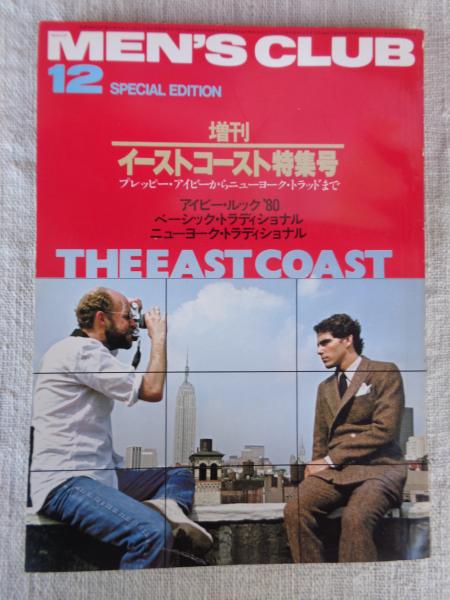 MEN'S CLUB
12 SPECIAL EDITION
増刊
イーストコースト特集号
プレッピー・アイビーからニューヨーク・トラッドまで
アイビー・ルック'80
ベーシック・トラディショナル
ニューヨーク・トラディショナル
THE EAST COAST